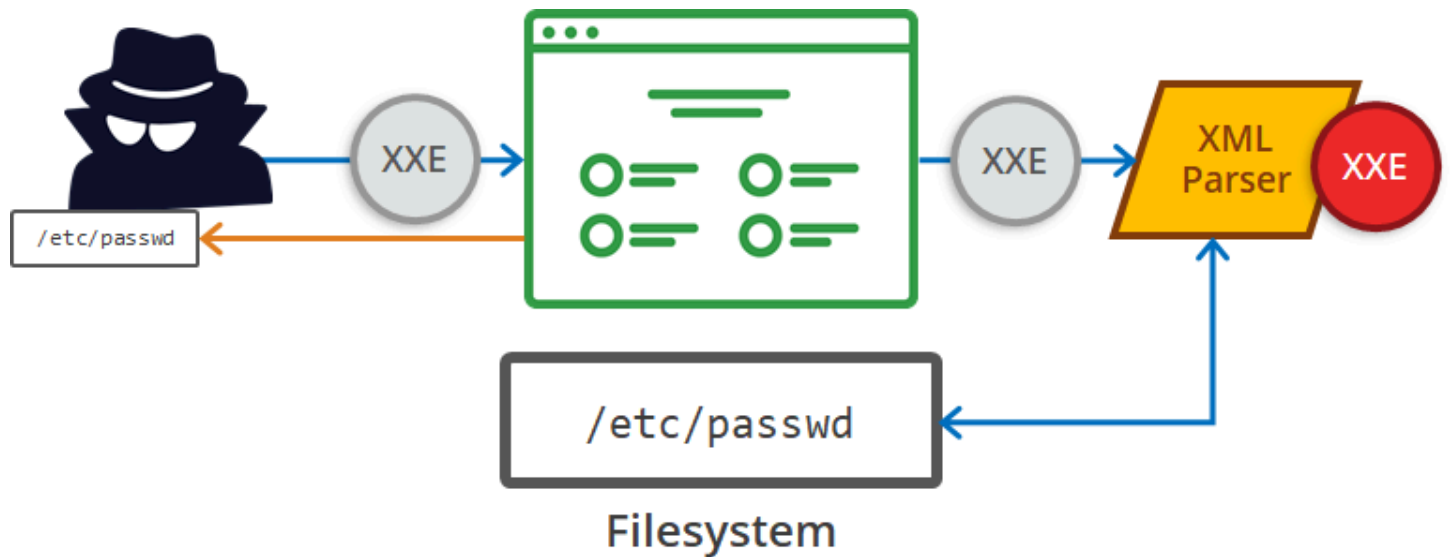 XXE
XXE
XML
Parser
XXE
/etc/passwd
/etc/passwd
Filesystem